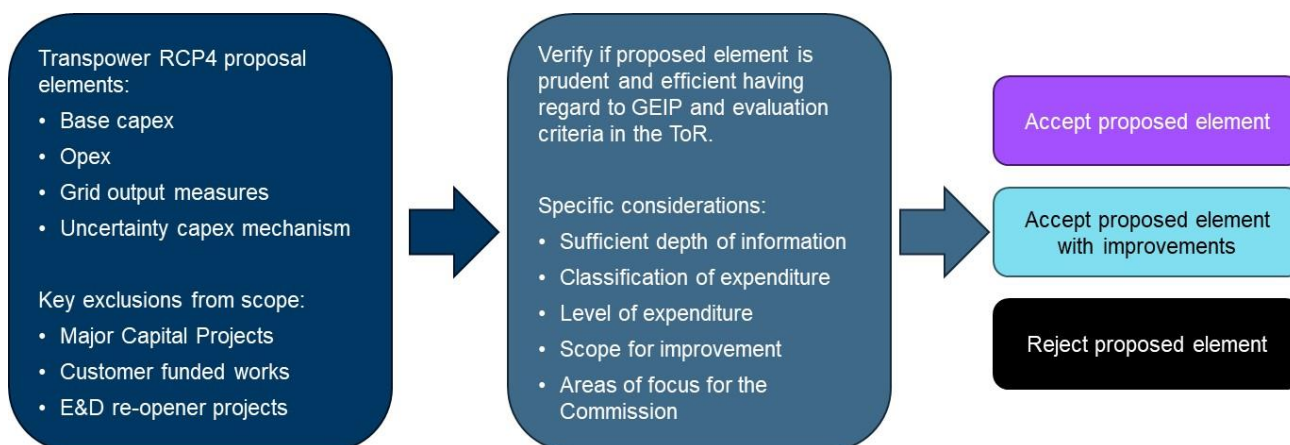 Transpower RCP4 proposal
elements:
• Base capex
• Opex
• Grid output measures
• Uncertainty capex mechanism
Key exclusions from scope:
• Major Capital Projects
• Customer funded works
• E&D re-opener projects
Verify if proposed element is
prudent and efficient having
regard to GEIP and evaluation
criteria in the ToR.
Specific considerations:
• Sufficient depth of information
• Classification of expenditure
• Level of expenditure
• Scope for improvement
• Areas of focus for the
Commission
Accept proposed element
Accept proposed element
with improvements
Reject proposed element